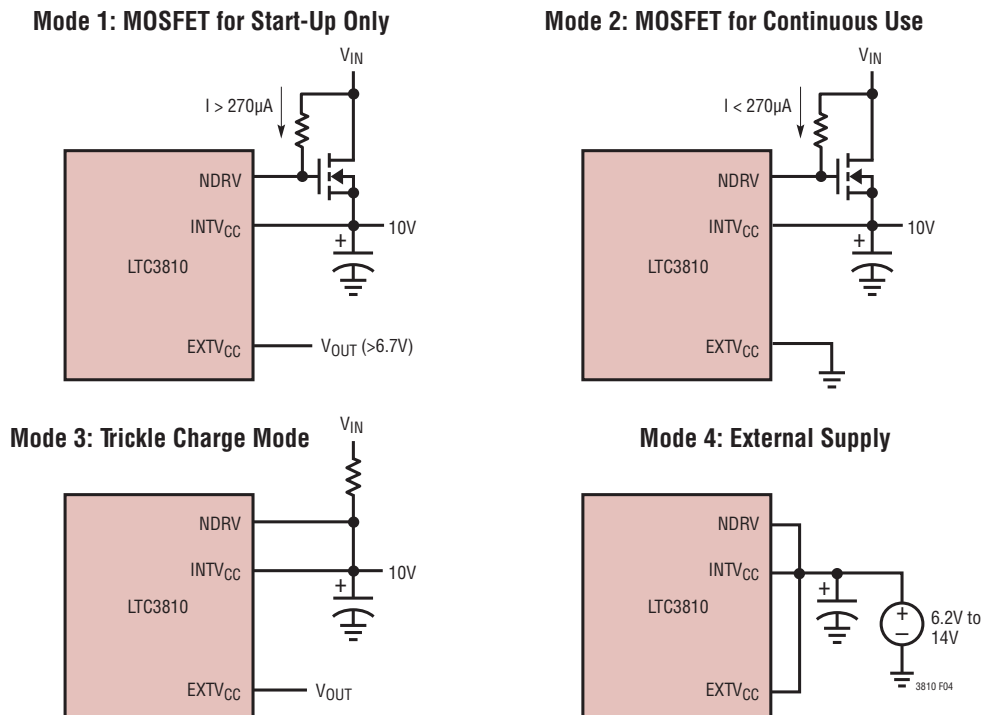 Mode 1: MOSFET for Start-Up Only
VIN
I > 270µA
NDRV
INTVCC
10V
+
LTC3810
EXTVCC
VOUT (>6.7V)
Mode 2: MOSFET for Continuous Use
VIN
I < 270µA
NDRV
INTVCC
10V
+
LTC3810
EXTVCC
Mode 3: Trickle Charge Mode
VIN
NDRV
INTVCC
10V
+
LTC3810
EXTVCC
VOUT
Mode 4: External Supply
NDRV
INTVCC
+
LTC3810
+
–
6.2V to
14V
EXTVCC
3810 F04